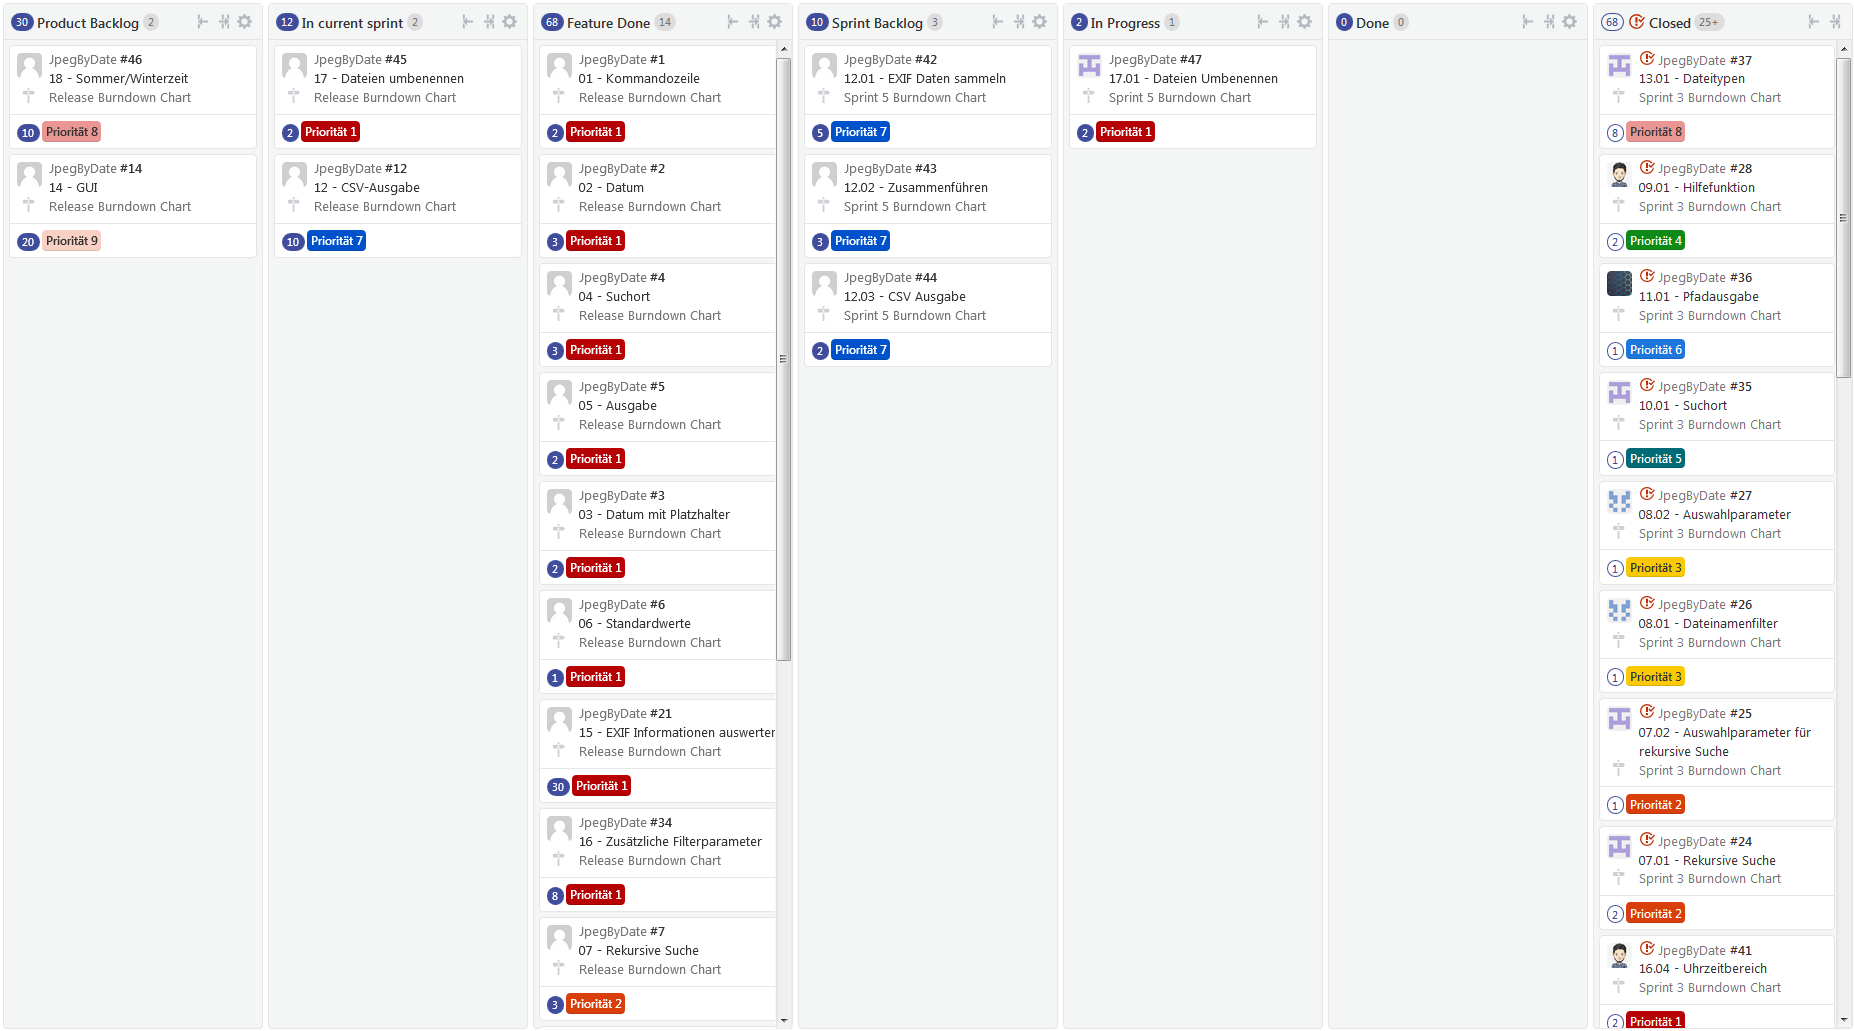 30 Product Backlog 2
JpegByDate #46
18 - Sommer/Winterzeit
Release Burndown Chart
10 Priorität 8
JpegByDate #14
14 - GUI
Release Burndown Chart
20 Priorität 9
12 In current sprint 2
JpegByDate #45
17 - Dateien umbenennen
Release Burndown Chart
2 Priorität 1
JpegByDate #12
12 - CSV-Ausgabe
Release Burndown Chart
10 Priorität 7
68 Feature Done 14
JpegByDate #1
01 - Kommandozeile
Release Burndown Chart
2 Priorität 1
JpegByDate #2
02 - Datum
Release Burndown Chart
3 Priorität 1
JpegByDate #4
04 - Suchort
Release Burndown Chart
3 Priorität 1
JpegByDate #5
05 - Ausgabe
Release Burndown Chart
2 Priorität 1
JpegByDate #3
03 - Datum mit Platzhalter
Release Burndown Chart
2 Priorität 1
JpegByDate #6
06 - Standardwerte
Release Burndown Chart
1 Priorität 1
JpegByDate #21
15 - EXIF Informationen auswerten
Release Burndown Chart
30 Priorität 1
JpegByDate #34
16 - Zusätzliche Filterparameter
Release Burndown Chart
8 Priorität 1
JpegByDate #7
07 - Rekursive Suche
Release Burndown Chart
3 Priorität 2
10 Sprint Backlog 3
JpegByDate #42
12.01 - EXIF Daten sammeln
Sprint 5 Burndown Chart
5 Priorität 7
JpegByDate #43
12.02 - Zusammenführen
Sprint 5 Burndown Chart
3 Priorität 7
JpegByDate #44
12.03 - CSV Ausgabe
Sprint 5 Burndown Chart
2 Priorität 7
2 In Progress 1
JpegByDate #47
17.01 - Dateien Umbenennen
Sprint 5 Burndown Chart
2 Priorität 1
0 Done 0
68 Closed 25+
JpegByDate #37
13.01 - Dateitypen
Sprint 3 Burndown Chart
8 Priorität 8
JpegByDate #28
09.01 - Hilfefunktion
Sprint 3 Burndown Chart
2 Priorität 4
JpegByDate #36
11.01 - Pfadausgabe
Sprint 3 Burndown Chart
1 Priorität 6
JpegByDate #35
10.01 - Suchort
Sprint 3 Burndown Chart
1 Priorität 5
JpegByDate #27
08.02 - Auswahlparameter
Sprint 3 Burndown Chart
1 Priorität 3
JpegByDate #26
08.01 - Dateinamenfilter
Sprint 3 Burndown Chart
1 Priorität 3
JpegByDate #25
07.02 - Auswahlparameter für
rekursive Suche
Sprint 3 Burndown Chart
1 Priorität 2
JpegByDate #24
07.01 - Rekursive Suche
Sprint 3 Burndown Chart
2 Priorität 2
JpegByDate #41
16.04 - Uhrzeitbereich
Sprint 3 Burndown Chart
2 Priorität 1